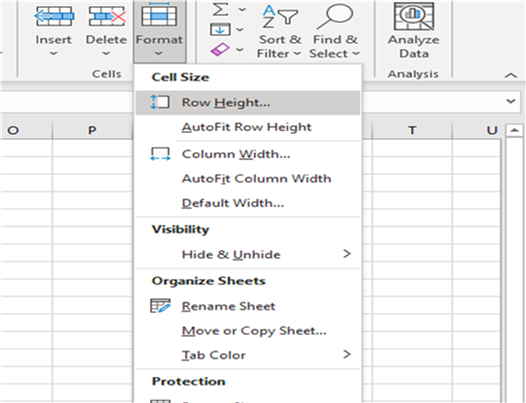 Insert Delete Format
Sort & Filter
Find & Select
Analyze Data
Cells
Analysis
O P T U
Cell Size
Row Height...
AutoFit Row Height
Column Width...
AutoFit Column Width
Default Width...
Visibility
Hide & Unhide
Organize Sheets
Rename Sheet
Move or Copy Sheet...
Tab Color
Protection